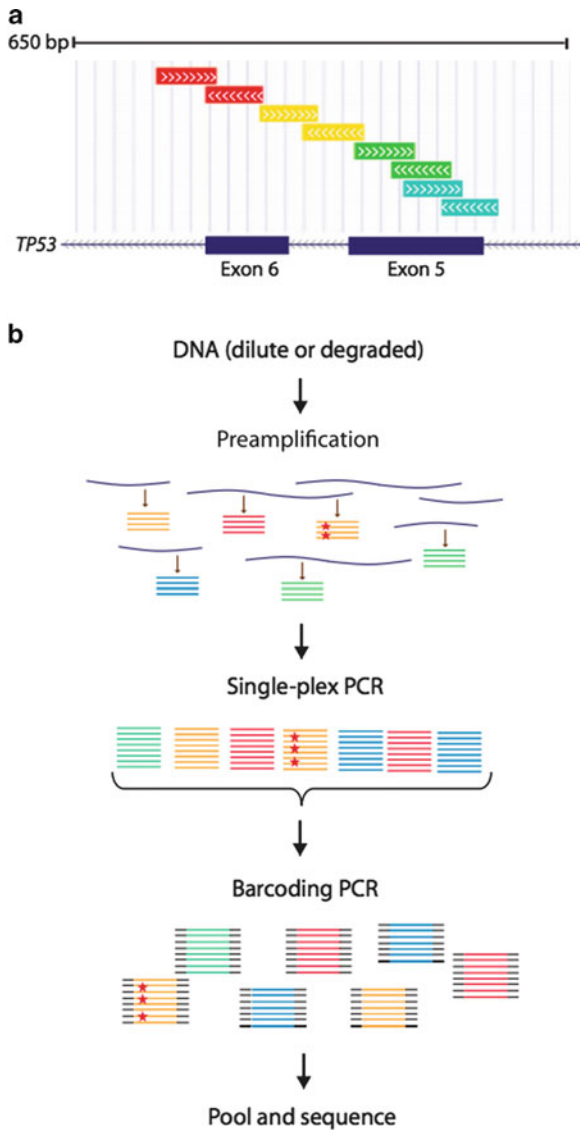 a
650 bp
TP53
Exon 6 Exon 5
b
DNA (dilute or degraded)
Preamplification
Single-plex PCR
Barcoding PCR
Pool and sequence